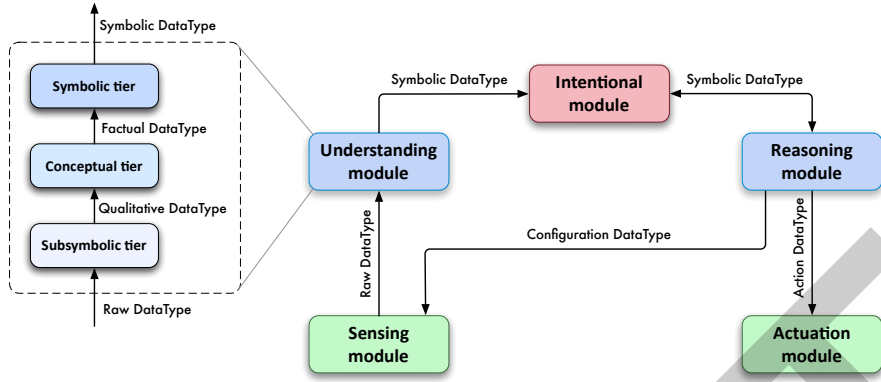 Symbolic DataType
Symbolic tier
Factual DataType
Conceptual tier
Qualitative DataType
Subsymbolic tier
Raw DataType
Symbolic DataType
Intentional
module
Symbolic DataType
Understanding
module
Reasoning
module
Raw DataType
Configuration DataType
Action DataType
Sensing
module
Actuation
module